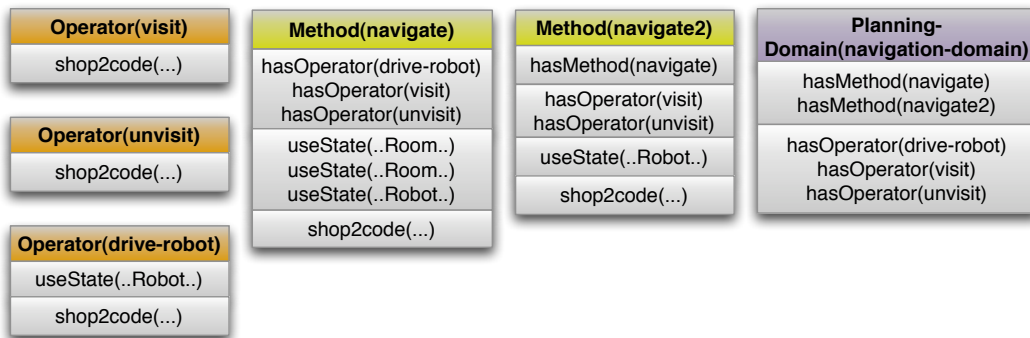 Operator(visit)
shop2code(...)
Operator(unvisit)
shop2code(...)
Operator(drive-robot)
useState(..Robot..)
shop2code(...)
Method(navigate)
hasOperator(drive-robot)
hasOperator(visit)
hasOperator(unvisit)
useState(..Room..)
useState(..Room..)
useState(..Robot..)
shop2code(...)
Method(navigate2)
hasMethod(navigate)
hasOperator(visit)
hasOperator(unvisit)
useState(..Robot..)
shop2code(...)
Planning-
Domain(navigation-domain)
hasMethod(navigate)
hasMethod(navigate2)
hasOperator(drive-robot)
hasOperator(visit)
hasOperator(unvisit)